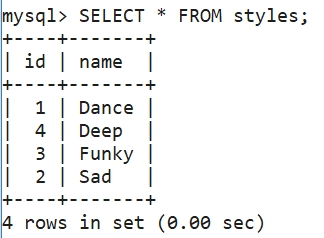 mysql> SELECT * FROM styles;
+----+-------+
| id | name  |
+----+-------+
|  1 | Dance |
|  4 | Deep  |
|  3 | Funky |
|  2 | Sad   |
+----+-------+
4 rows in set (0.00 sec)